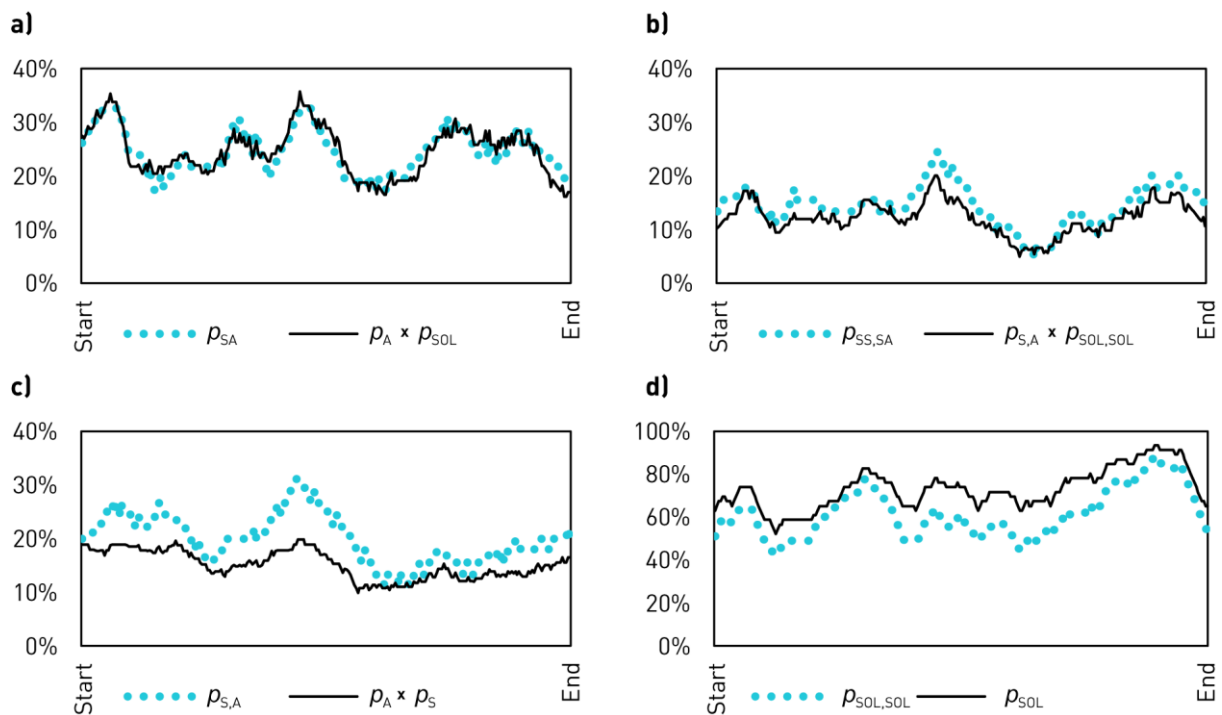 a)
40%
30%
20%
10%
0%
Start
End
pSA
pA x pSOL
b)
40%
30%
20%
10%
0%
Start
End
pSS,SA
pS,A x pSOL,SOL
c)
40%
30%
20%
10%
0%
Start
End
pS,A
pA x pS
d)
100%
80%
60%
40%
20%
0%
Start
End
pSOL,SOL
pSOL